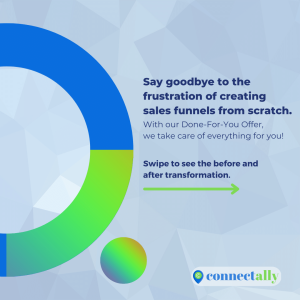 Say goodbye to the
frustration of creating
sales funnels from scratch.
With our Done-For-You Offer,
we take care of everything for you!
Swipe to see the before and
after transformation.
connectally